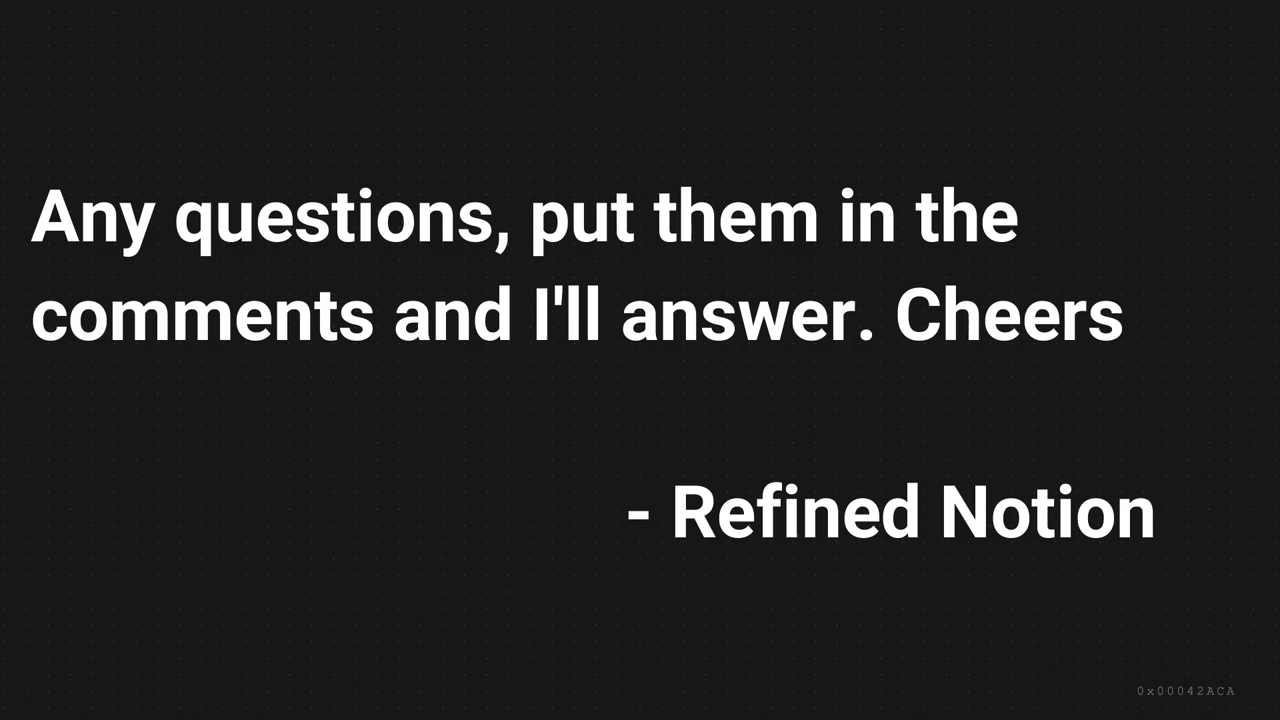 Any questions, put them in the
comments and I'll answer. Cheers
- Refined Notion
0x00042ACA